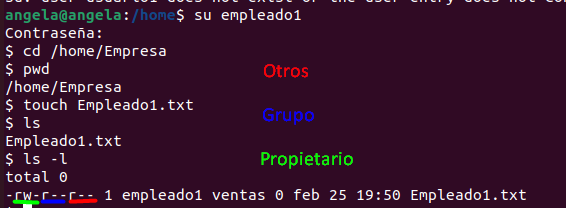 su: user usuario1 does not exist or the user entry does not con
angela@angela:/home$ su empleado1
Contraseña:
$ cd /home/Empresa
$ pwd
/home/Empresa
$ touch Empleado1.txt
$ ls
Empleado1.txt
$ ls -l
total 0
-rw-r--r-- 1 empleado1 ventas 0 feb 25 19:50 Empleado1.txt
Otros
Grupo
Propietario